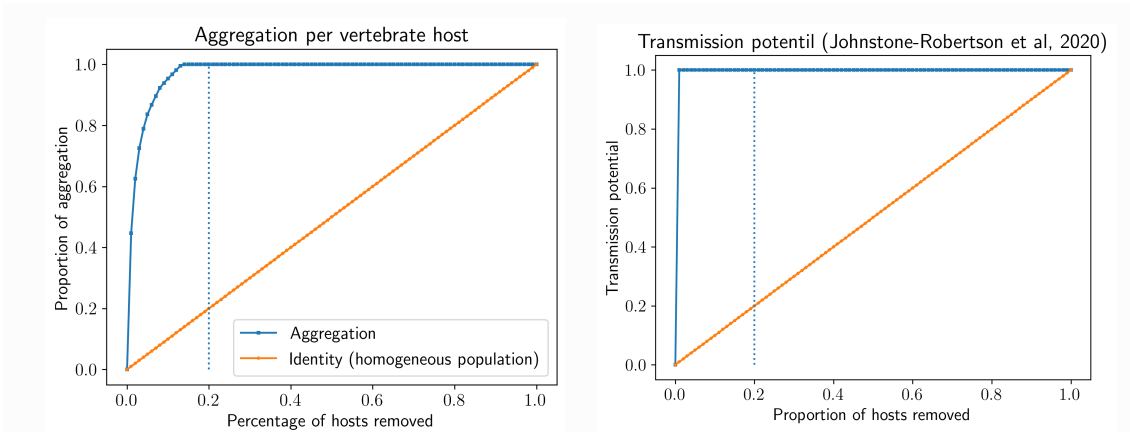 Aggregation per vertebrate host
1.0
0.8
0.6
0.4
0.2
0.0
Proportion of aggregation
Aggregation
Identity (homogeneous population)
0.0 0.2 0.4 0.6 0.8 1.0
Percentage of hosts removed
Transmission potentil (Johnstone-Robertson et al, 2020)
1.0
0.8
0.6
0.4
0.2
0.0
Transmission potential
0.0 0.2 0.4 0.6 0.8 1.0
Proportion of hosts removed